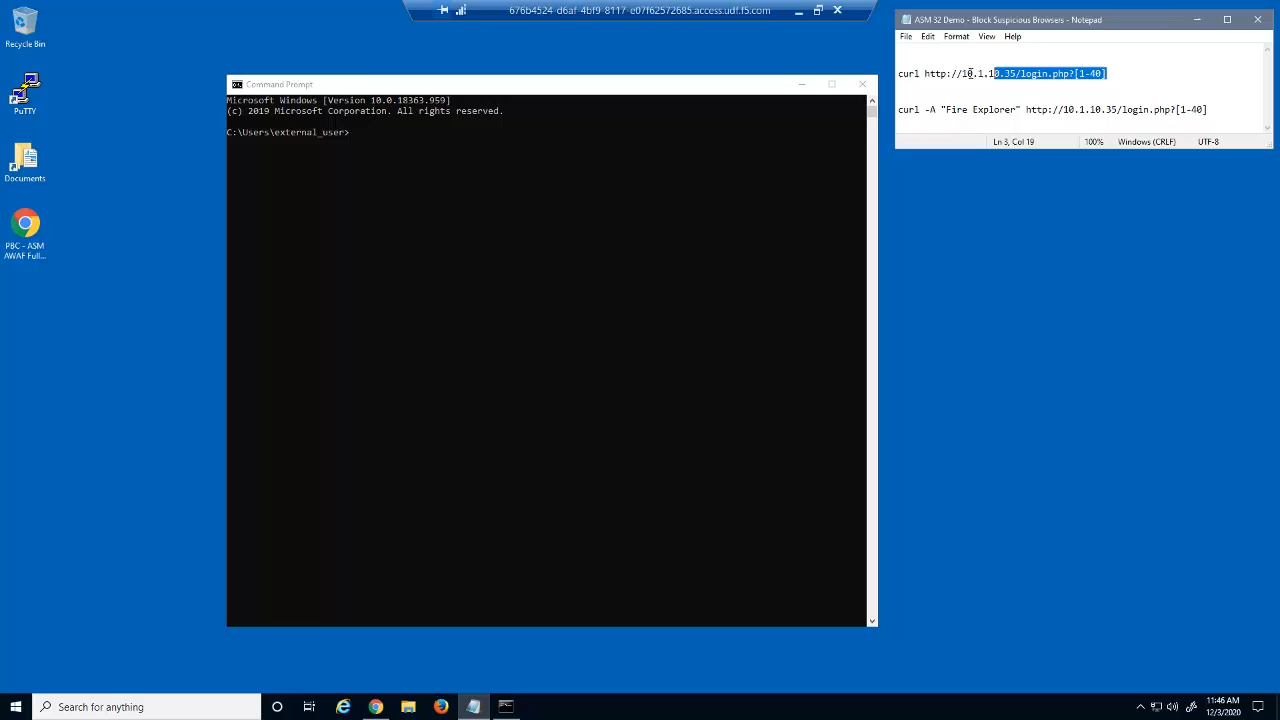 676b4524-d6af-4bf9-8117-e07f62572685.access.udf.f5.com
Recycle Bin
PuTTY
Documents
PBC - ASM
AWAF Full...
ASM 32 Demo - Block Suspicious Browsers - Notepad
File Edit Format View Help
curl http://10.1.10.35/login.php?[1-40]
curl -A "Fire Explorer" http://10.1.10.35/login.php?[1-40]
Ln 3, Col 19 100% Windows (CRLF) UTF-8
Command Prompt
Microsoft Windows [Version 10.0.18363.959]
(c) 2019 Microsoft Corporation. All rights reserved.
C:\Users\external_user>
Search for anything
11:46 AM
12/3/2020